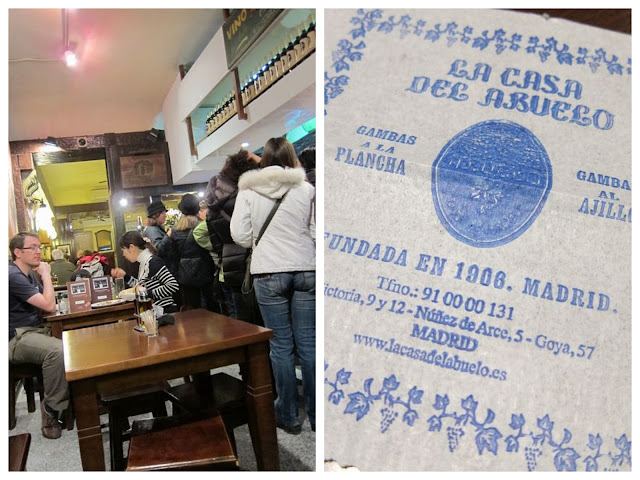 VINO
LA CASA
DEL ABUELO
GAMBAS
A LA
PLANCHA
GAMBAS
AL
AJILLO
FUNDADA EN 1906. MADRID.
Tfno.: 91 00 00 131
Victoria, 9 y 12 - Núñez de Arce, 5 - Goya, 57
MADRID
www.lacasadelabuelo.es